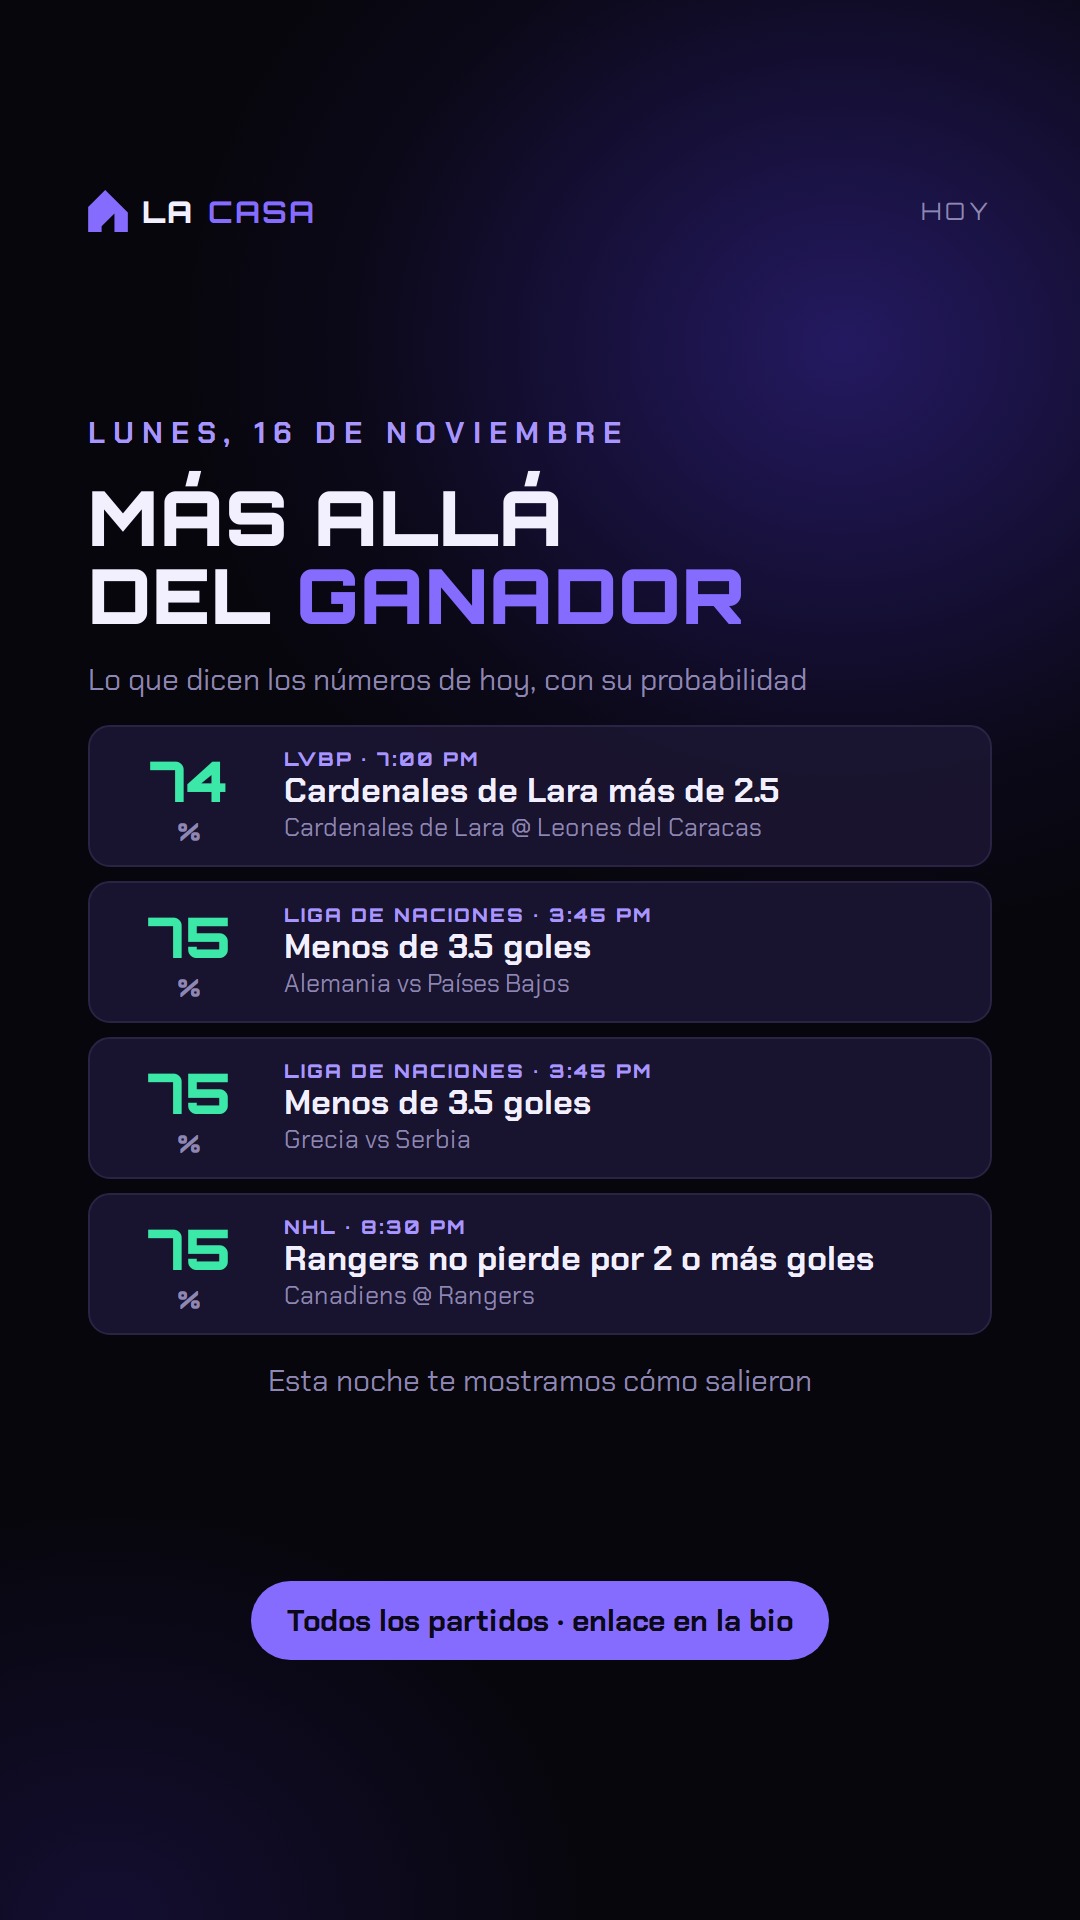 LA CASA
HOY
LUNES, 16 DE NOVIEMBRE
MÁS ALLÁ
DEL GANADOR
Lo que dicen los números de hoy, con su probabilidad
74
%
LVBP · 7:00 PM
Cardenales de Lara más de 2.5
Cardenales de Lara @ Leones del Caracas
75
%
LIGA DE NACIONES · 3:45 PM
Menos de 3.5 goles
Alemania vs Países Bajos
75
%
LIGA DE NACIONES · 3:45 PM
Menos de 3.5 goles
Grecia vs Serbia
75
%
NHL · 8:30 PM
Rangers no pierde por 2 o más goles
Canadiens @ Rangers
Esta noche te mostramos cómo salieron
Todos los partidos · enlace en la bio